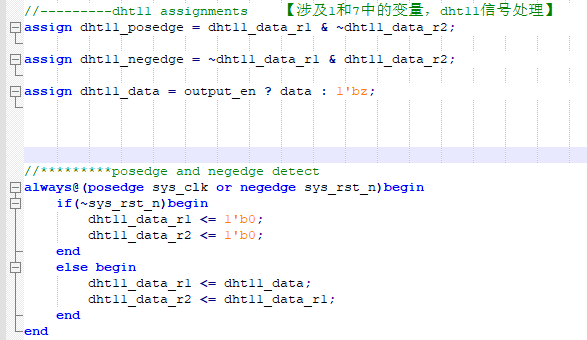 //---------dht11 assignments    【涉及1和7中的变量，dht11信号处理】
assign dht11_posedge = dht11_data_r1 & ~dht11_data_r2;
assign dht11_negedge = ~dht11_data_r1 & dht11_data_r2;
assign dht11_data = output_en ? data : 1'bz;
//*********posedge and negedge detect
always@(posedge sys_clk or negedge sys_rst_n)begin
    if(~sys_rst_n)begin
        dht11_data_r1 <= 1'b0;
        dht11_data_r2 <= 1'b0;
    end
    else begin
        dht11_data_r1 <= dht11_data;
        dht11_data_r2 <= dht11_data_r1;
    end
end